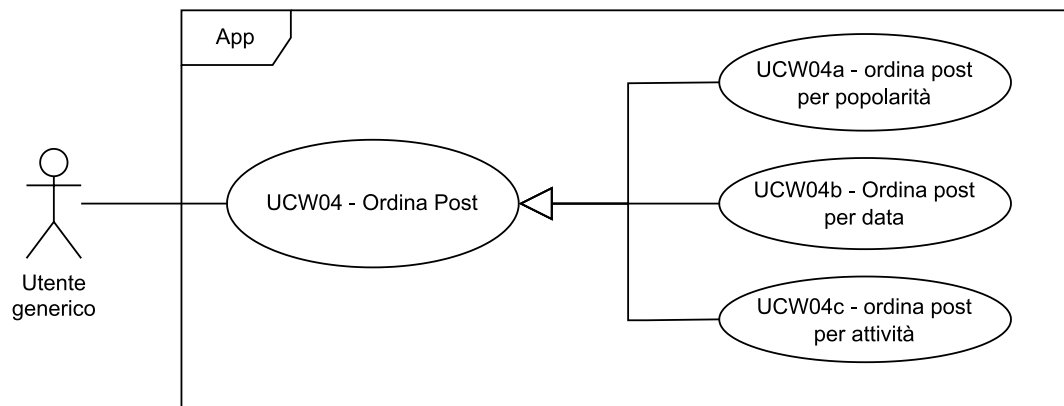 App
UCW04a - ordina post
per popolarità
UCW04 - Ordina Post
UCW04b - Ordina post
per data
Utente
generico
UCW04c - ordina post
per attività